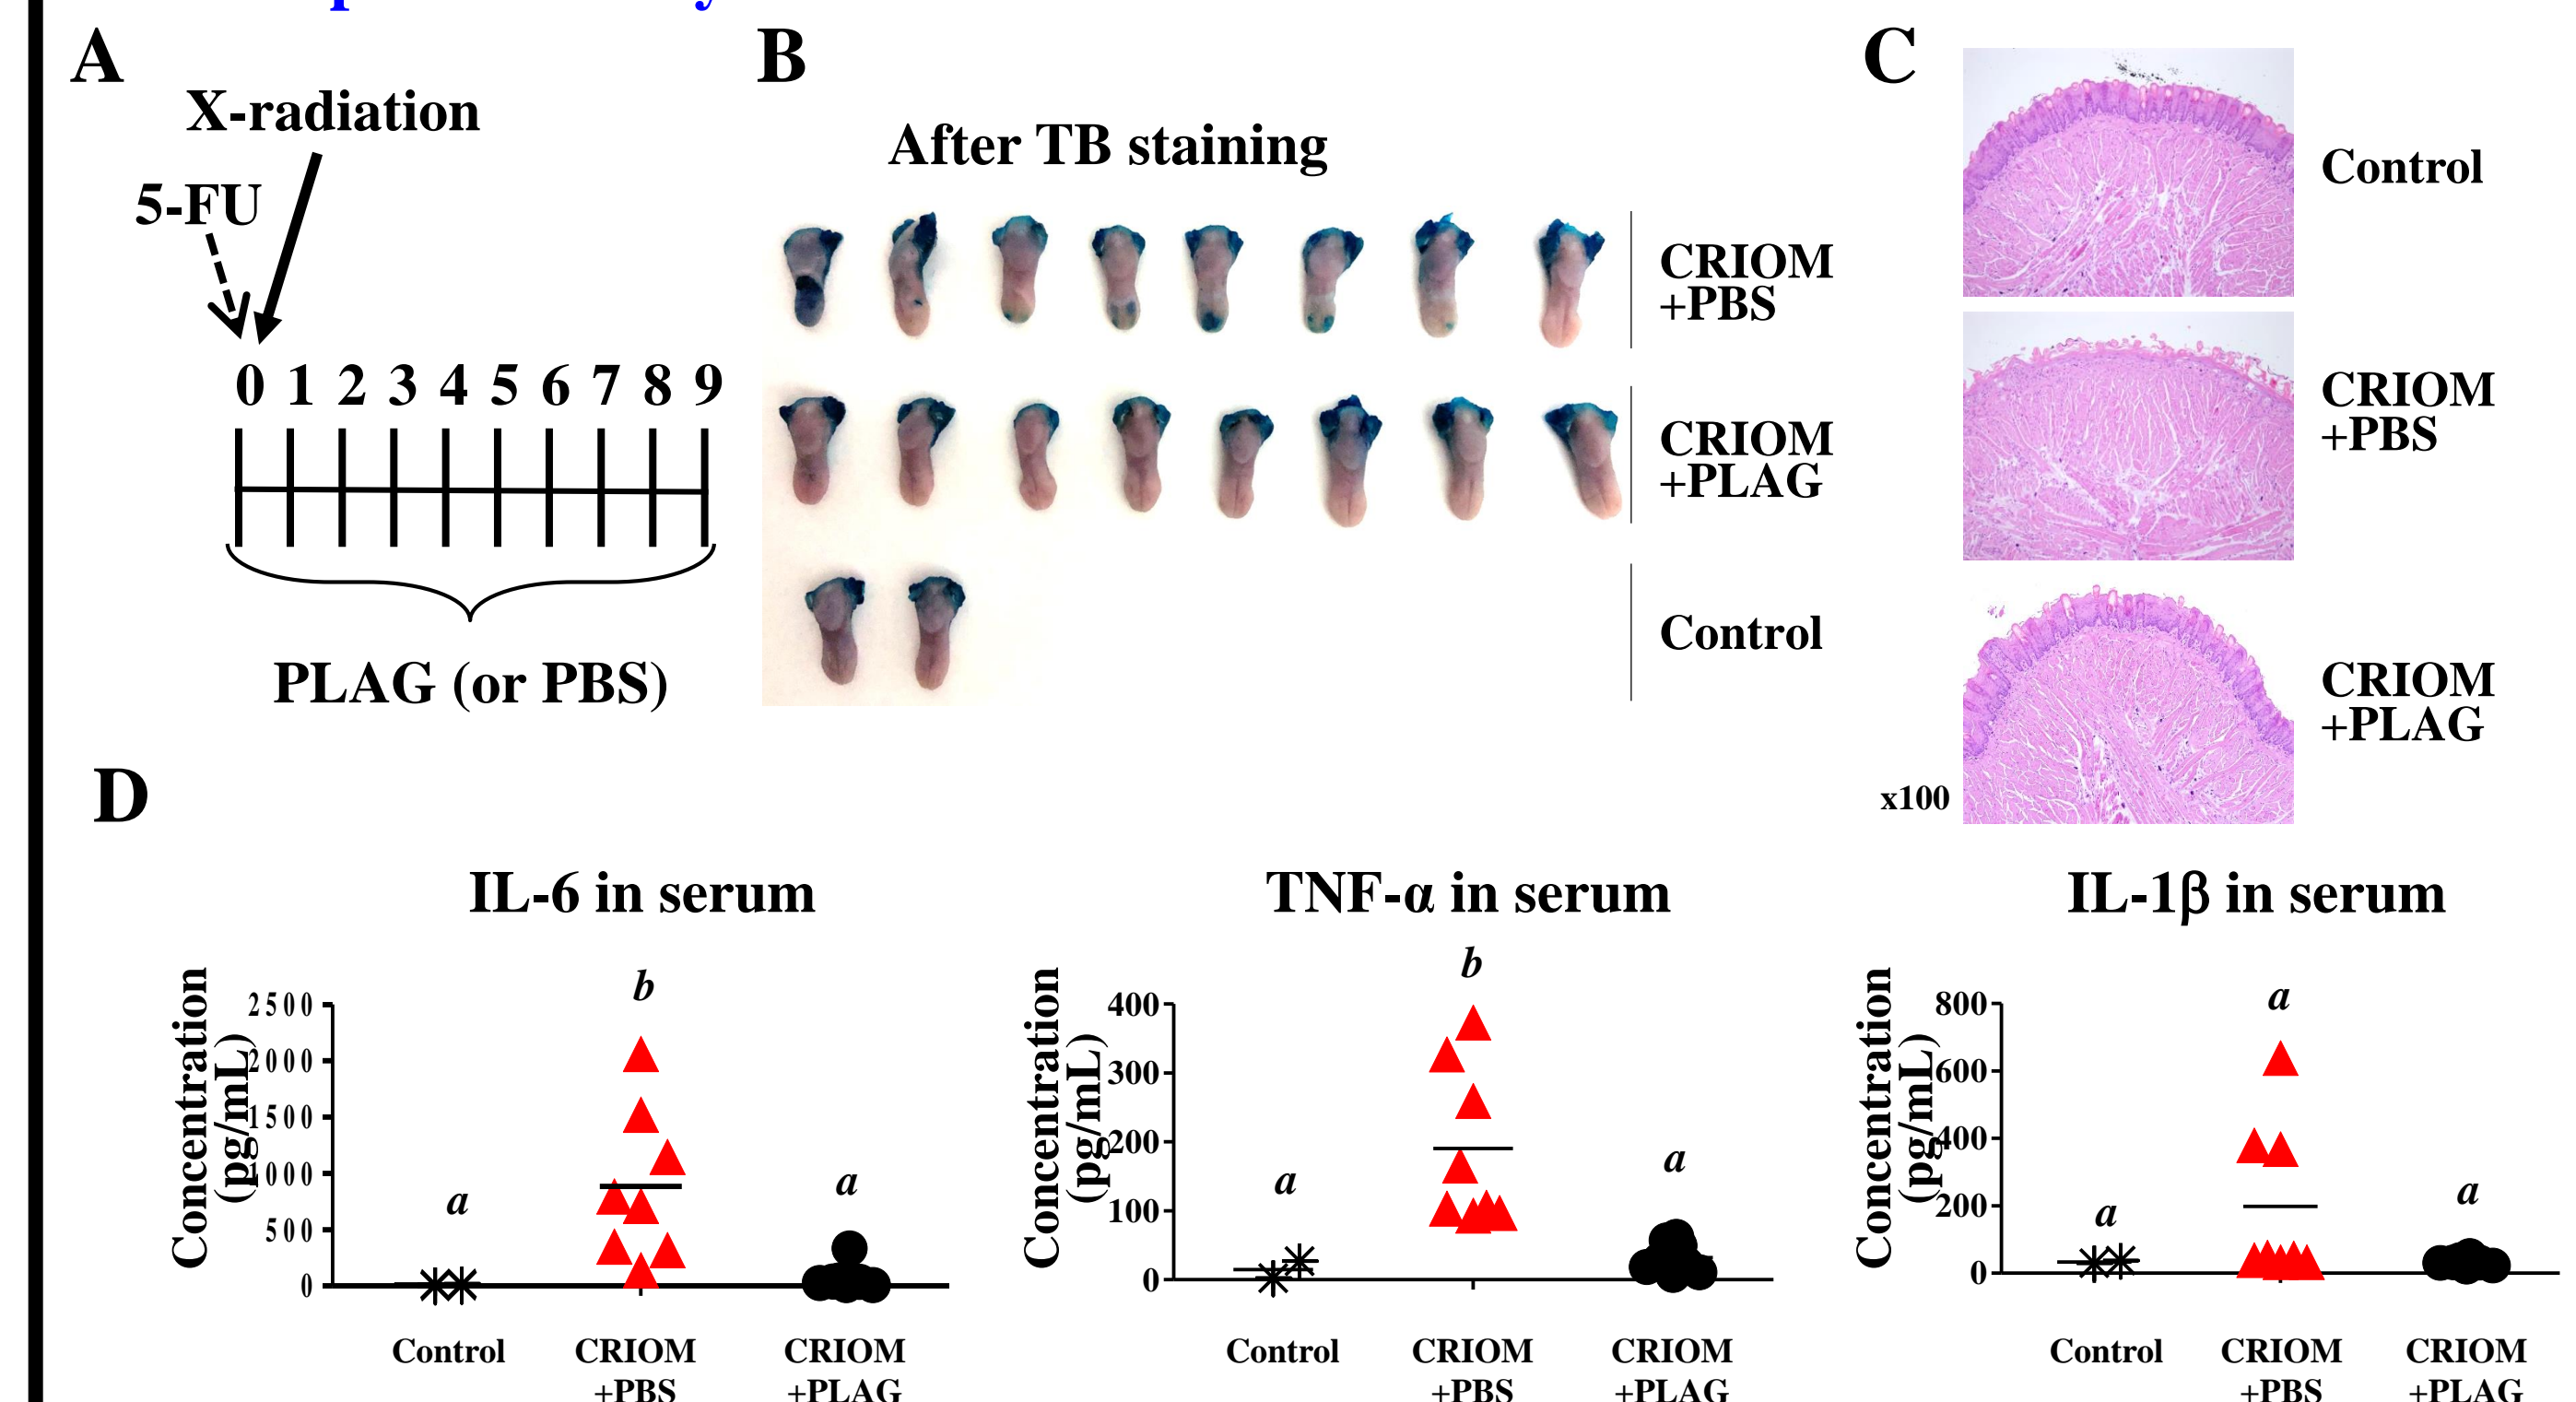 A
X-radiation
5-FU
0 1 2 3 4 5 6 7 8 9
PLAG (or PBS)
B
After TB staining
CRIOM
+PBS
CRIOM
+PLAG
Control
C
Control
CRIOM
+PBS
CRIOM
+PLAG
x100
D
IL-6 in serum
Concentration
(pg/mL)
2500
2000
1500
1000
500
0
a
b
a
Control
CRIOM
+PBS
CRIOM
+PLAG
TNF-α in serum
Concentration
(pg/mL)
400
300
200
100
0
a
b
a
Control
CRIOM
+PBS
CRIOM
+PLAG
IL-1β in serum
Concentration
(pg/mL)
800
600
400
200
0
a
a
a
Control
CRIOM
+PBS
CRIOM
+PLAG